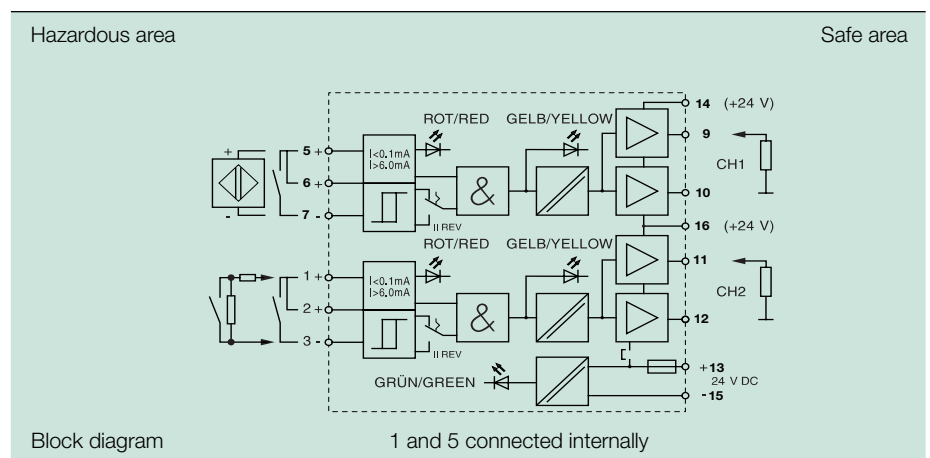 Hazardous area Safe area
14 (+24 V)
ROT/RED GELB/YELLOW
9
+ 5 +
I<0.1mA
I>6.0mA
CH1
6 +
&
10
- 7 -
II REV
16 (+24 V)
ROT/RED GELB/YELLOW
11
1 +
I<0.1mA
I>6.0mA
CH2
2 +
&
12
3 -
II REV
+ 13
GRÜN/GREEN
24 V DC
- 15
Block diagram 1 and 5 connected internally